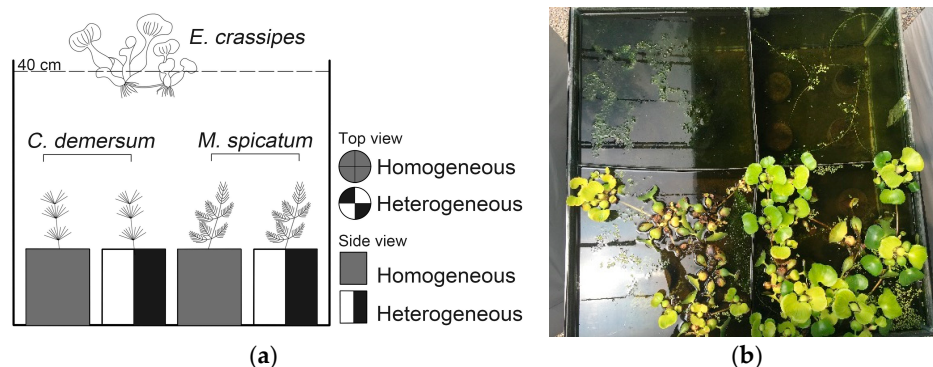 E. crassipes
40 cm
C. demersum
M. spicatum
Top view
Homogeneous
Heterogeneous
Side view
Homogeneous
Heterogeneous
(a)
(b)